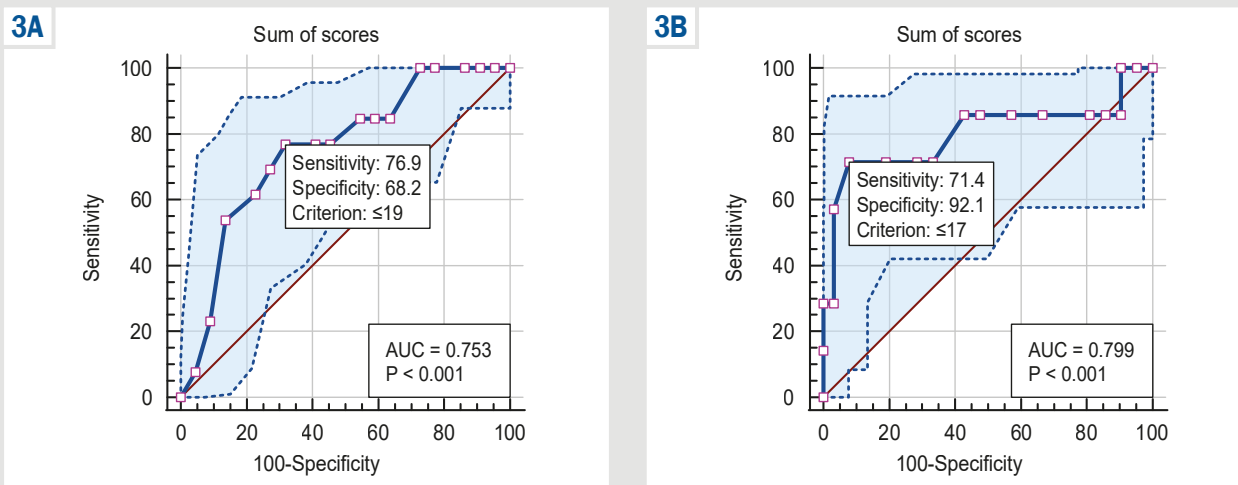 3A
Sum of scores
100
80
60
40
20
0
Sensitivity
Sensitivity: 76.9
Specificity: 68.2
Criterion: ≤19
AUC = 0.753
P < 0.001
0 20 40 60 80 100
100-Specificity
3B
Sum of scores
100
80
60
40
20
0
Sensitivity
Sensitivity: 71.4
Specificity: 92.1
Criterion: ≤17
AUC = 0.799
P < 0.001
0 20 40 60 80 100
100-Specificity